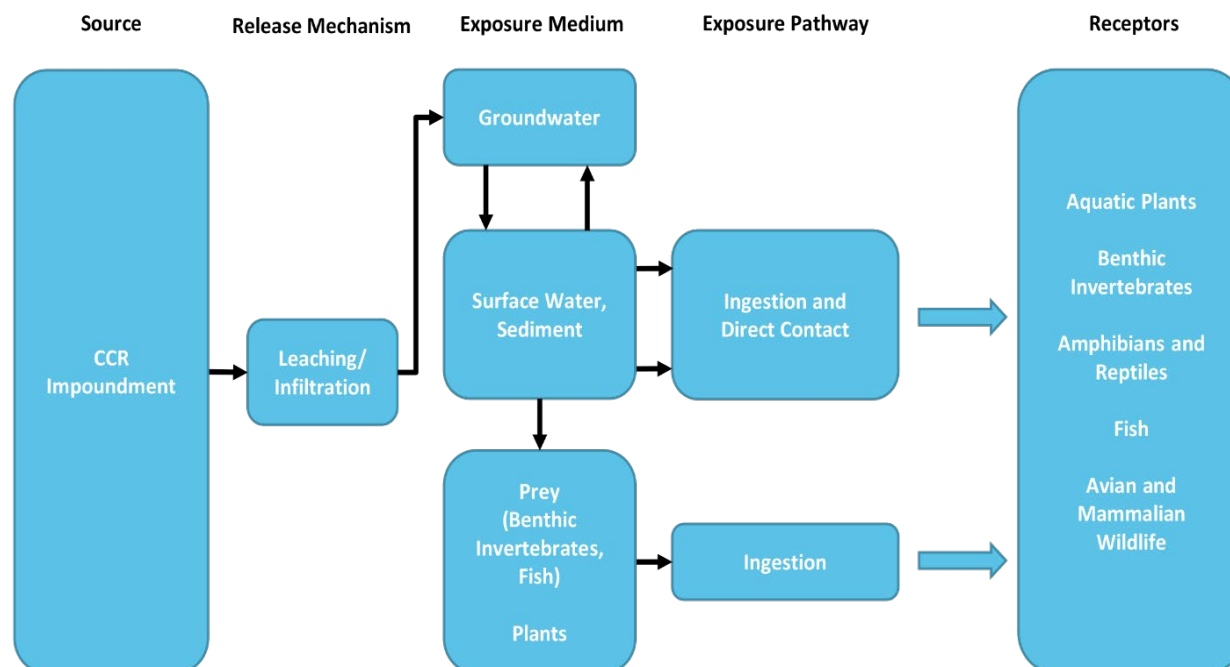 Source
Release Mechanism
Exposure Medium
Exposure Pathway
Receptors
CCR
Impoundment
Leaching/
Infiltration
Groundwater
Surface Water,
Sediment
Prey
(Benthic
Invertebrates,
Fish)
Plants
Ingestion and
Direct Contact
Ingestion
Aquatic Plants
Benthic
Invertebrates
Amphibians and
Reptiles
Fish
Avian and
Mammalian
Wildlife